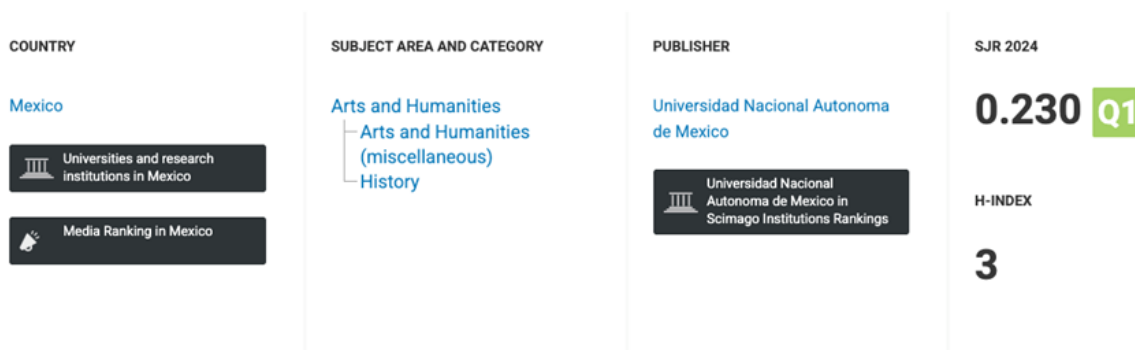 COUNTRY
Mexico
Universities and research
institutions in Mexico
Media Ranking in Mexico
SUBJECT AREA AND CATEGORY
Arts and Humanities
Arts and Humanities
(miscellaneous)
History
PUBLISHER
Universidad Nacional Autonoma
de Mexico
Universidad Nacional
Autonoma de Mexico in
Scimago Institutions Rankings
SJR 2024
0.230 Q1
H-INDEX
3